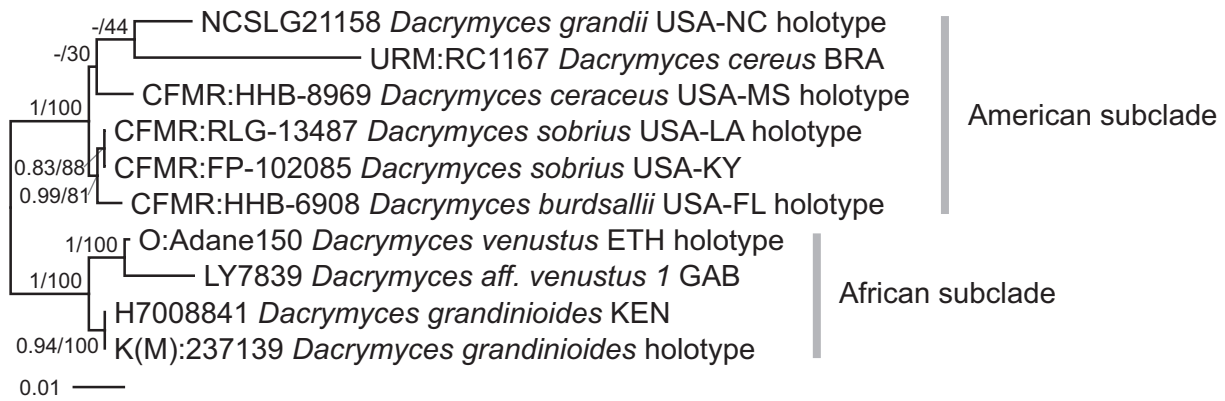 -/44
NCSLG21158 Dacrymyces grandii USA-NC holotype
-/30
URM:RC1167 Dacrymyces cereus BRA
CFMR:HHB-8969 Dacrymyces ceraceus USA-MS holotype
1/100
American subclade
CFMR:RLG-13487 Dacrymyces sobrius USA-LA holotype
0.83/88
CFMR:FP-102085 Dacrymyces sobrius USA-KY
0.99/81
CFMR:HHB-6908 Dacrymyces burdsallii USA-FL holotype
1/100
O:Adane150 Dacrymyces venustus ETH holotype
1/100
LY7839 Dacrymyces aff. venustus 1 GAB
African subclade
H7008841 Dacrymyces grandinioides KEN
0.94/100
K(M):237139 Dacrymyces grandinioides holotype
0.01